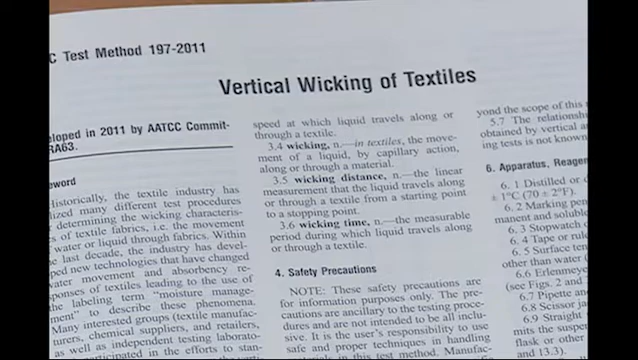 C Test Method 197-2011
Vertical Wicking of Textiles
eloped in 2011 by AATCC Commit-
RA63.
eword
Historically, the textile industry has
lized many different test procedures
determining the wicking characteris-
s of textile fabrics, i.e. the movement
water or liquid through fabrics. Within
e last decade, the industry has devel-
ped new technologies that have changed
water movement and absorbency re-
sponses of textiles leading to the use of
the labeling term "moisture manage-
ment" to describe these phenomena.
Many interested groups (textile manufac-
turers, chemical suppliers, and retailers,
as well as independent testing laborato-
participated in the efforts to stan-
speed at which liquid travels along or
through a textile.
3.4 wicking, n.—in textiles, the move-
ment of a liquid, by capillary action,
along or through a material.
3.5 wicking distance, n.—the linear
measurement that the liquid travels along
or through a textile from a starting point
to a stopping point.
3.6 wicking time, n.—the measurable
period during which liquid travels along
or through a textile.
4. Safety Precautions
NOTE: These safety precautions are
for information purposes only. The pre-
cautions are ancillary to the testing proce-
dures and are not intended to be all inclu-
sive. It is the user's responsibility to use
safe and proper techniques in handling
materials in this test method. Manufac-
yond the scope of this
5.7 The relationsh
obtained by vertical a
ing tests is not known
6. Apparatus, Reagen
6. 1 Distilled or
± 1°C (70 ± 2°F).
6. 2 Marking pen
manent and soluble
6. 3 Stopwatch
6. 4 Tape or rul
6. 5 Surface ten
other than water
6. 6 Erlenmeye
(see Figs. 2 and
6. 7 Pipette an
6. 8 Scissor ja
6. 9 Straight
mits the suspen
flask or other
and 3.3).